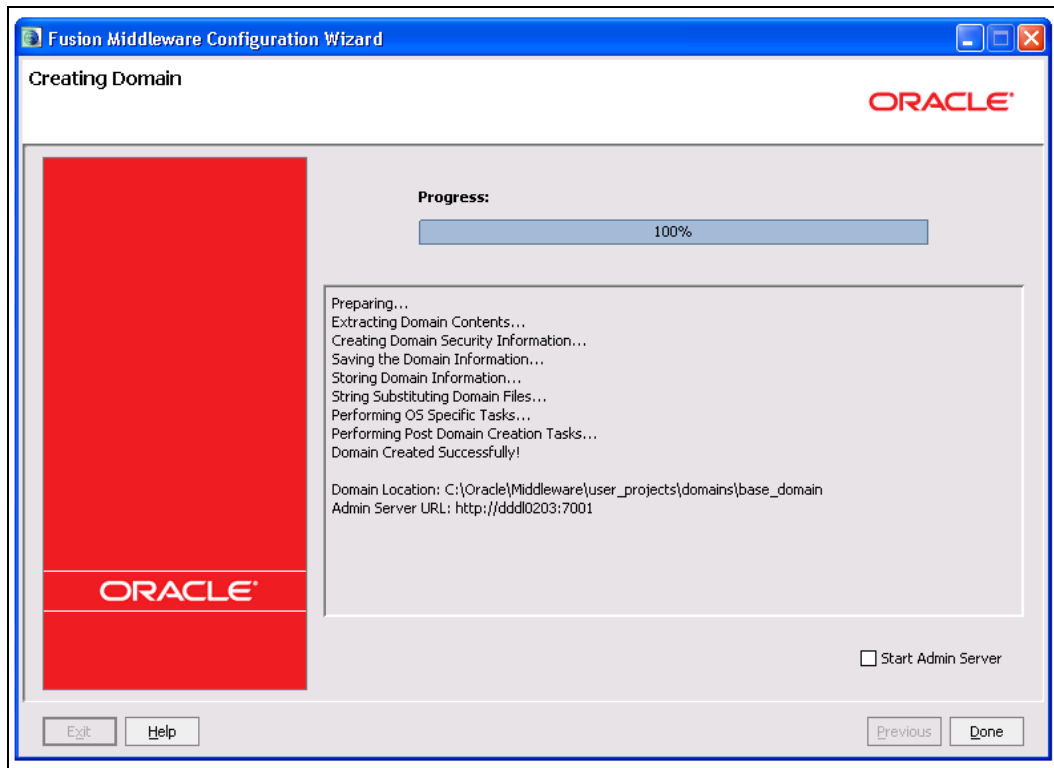 Fusion Middleware Configuration Wizard
Creating Domain
ORACLE
Progress:
100%
Preparing...
Extracting Domain Contents...
Creating Domain Security Information...
Saving the Domain Information...
Storing Domain Information...
String Substituting Domain Files...
Performing OS Specific Tasks...
Performing Post Domain Creation Tasks...
Domain Created Successfully!
Domain Location: C:\Oracle\Middleware\user_projects\domains\base_domain
Admin Server URL: http://dddl0203:7001
ORACLE
Start Admin Server
Exit
Help
Previous
Done